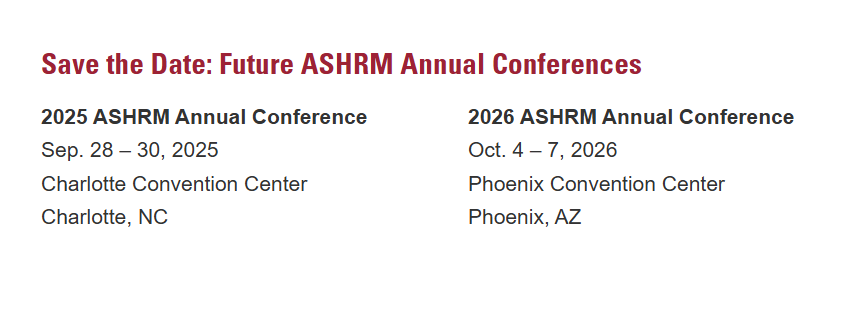 Save the Date: Future ASHRM Annual Conferences
2025 ASHRM Annual Conference
Sep. 28 – 30, 2025
Charlotte Convention Center
Charlotte, NC
2026 ASHRM Annual Conference
Oct. 4 – 7, 2026
Phoenix Convention Center
Phoenix, AZ